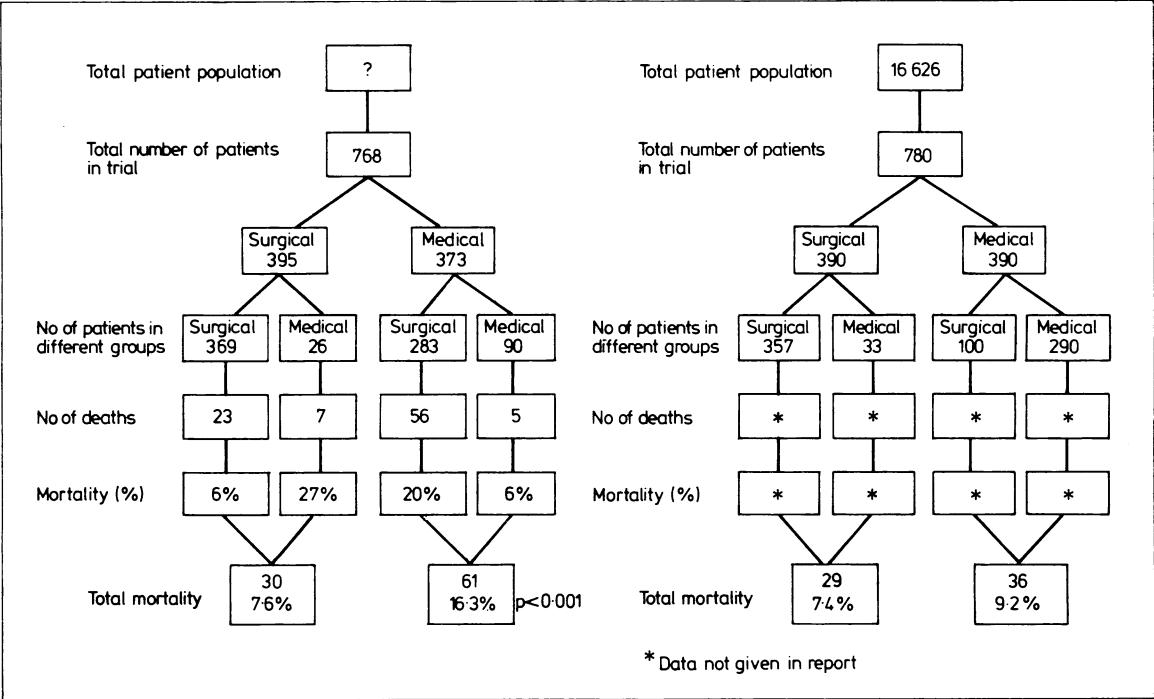 Total patient population
?
Total number of patients
in trial
768
Surgical
395
Medical
373
No of patients in
different groups
Surgical
369
Medical
26
Surgical
283
Medical
90
No of deaths
23
7
56
5
Mortality (%)
6%
27%
20%
6%
Total mortality
30
7·6%
61
16·3%
p<0·001
Total patient population
16 626
Total number of patients
in trial
780
Surgical
390
Medical
390
No of patients in
different groups
Surgical
357
Medical
33
Surgical
100
Medical
290
No of deaths
*
*
*
*
Mortality (%)
*
*
*
*
Total mortality
29
7·4%
36
9·2%
* Data not given in report